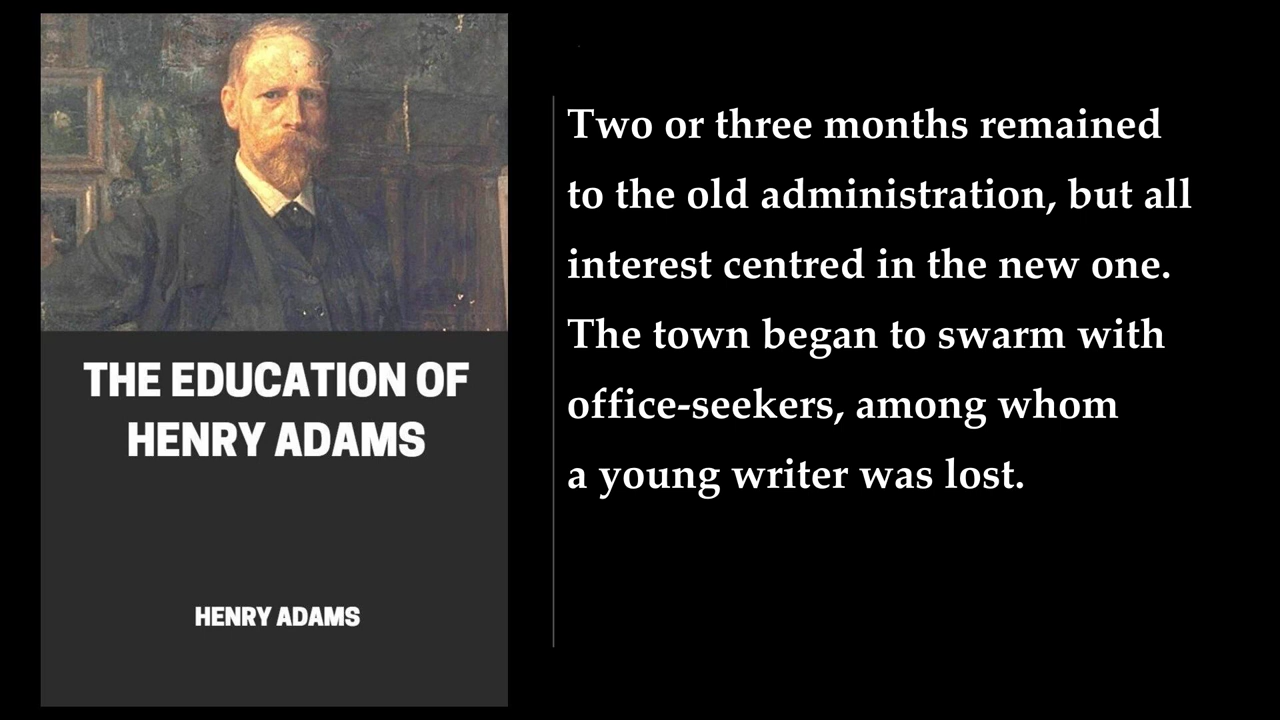 THE EDUCATION OF
HENRY ADAMS
HENRY ADAMS
Two or three months remained
to the old administration, but all
interest centred in the new one.
The town began to swarm with
office-seekers, among whom
a young writer was lost.